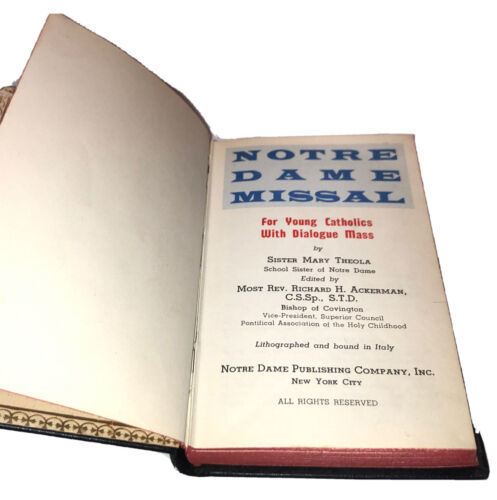 NOTRE
DAME
MISSAL
For Young Catholics
With Dialogue Mass
by
SISTER MARY THEOLA
School Sister of Notre Dame
Edited by
MOST REV. RICHARD H. ACKERMAN,
C.S.Sp., S.T.D.
Bishop of Covington
Vice-President, Superior Council
Pontifical Association of the Holy Childhood
Lithographed and bound in Italy
NOTRE DAME PUBLISHING COMPANY, INC.
NEW YORK CITY
ALL RIGHTS RESERVED